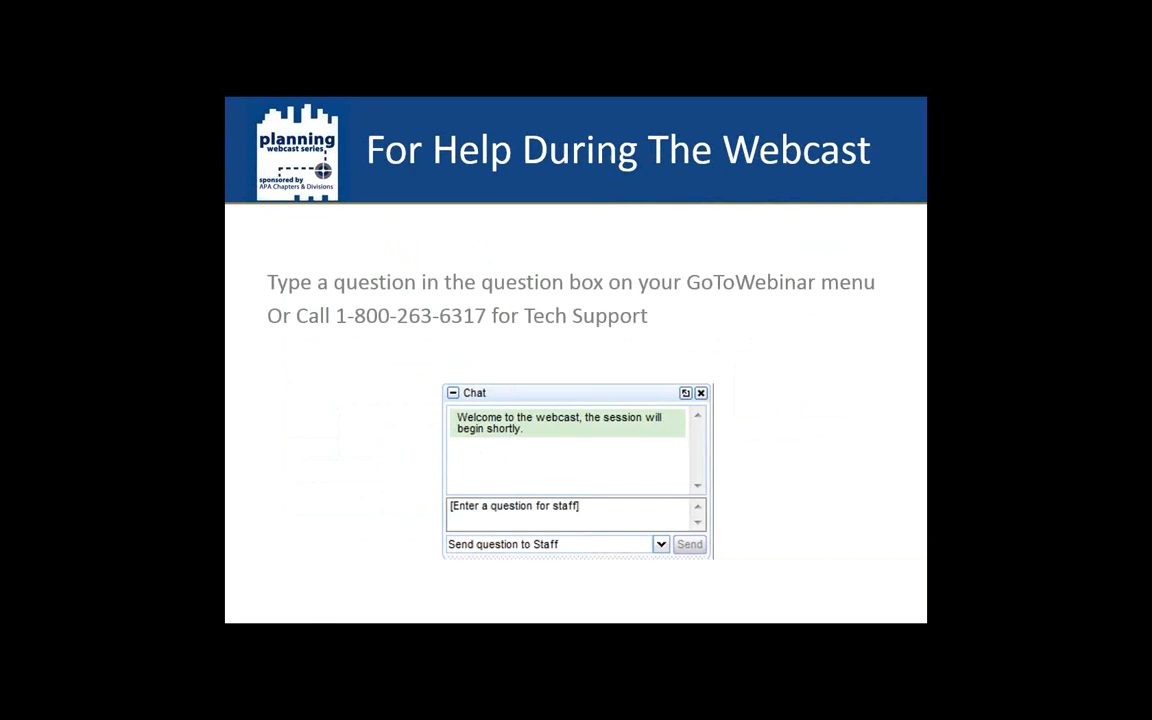 planning
webcast series
sponsored by
APA Chapters & Divisions
For Help During The Webcast
Type a question in the question box on your GoToWebinar menu
Or Call 1-800-263-6317 for Tech Support
Chat
Welcome to the webcast, the session will
begin shortly.
[Enter a question for staff]
Send question to Staff
Send